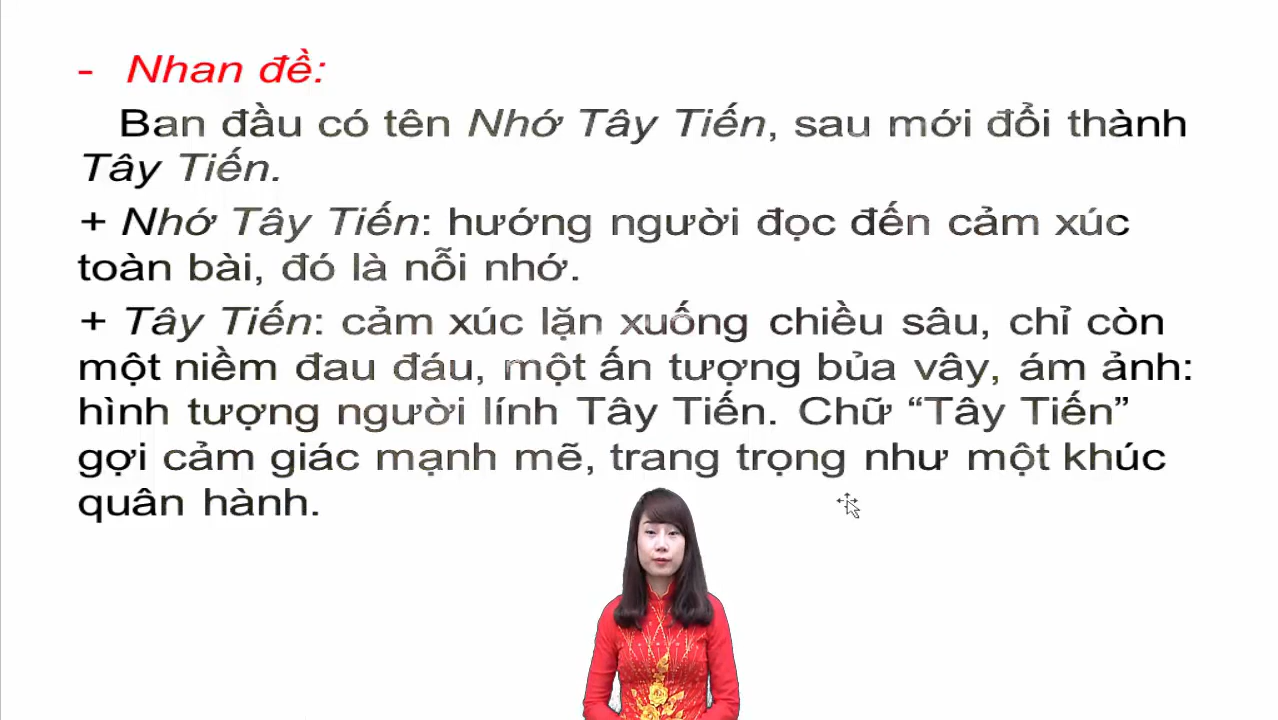 - Nhan đề:
Ban đầu có tên Nhớ Tây Tiến, sau mới đổi thành
Tây Tiến.
+ Nhớ Tây Tiến: hướng người đọc đến cảm xúc
toàn bài, đó là nỗi nhớ.
+ Tây Tiến: cảm xúc lặn xuống chiều sâu, chỉ còn
một niềm đau đáu, một ấn tượng bủa vây, ám ảnh:
hình tượng người lính Tây Tiến. Chữ “Tây Tiến”
gợi cảm giác mạnh mẽ, trang trọng như một khúc
quân hành.